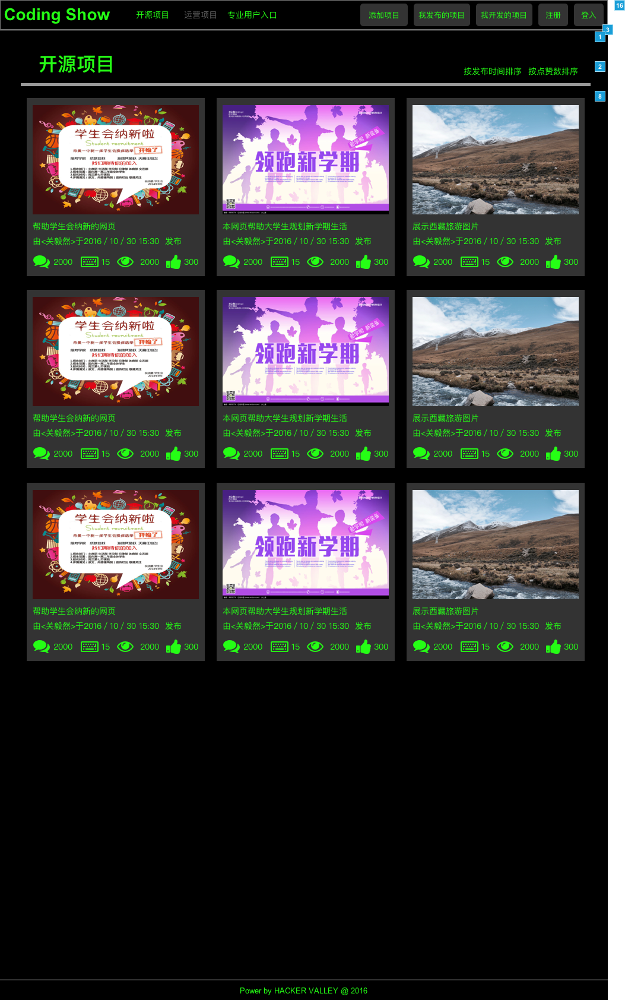 Coding Show 开源项目 运营项目 专业用户入口 添加项目 我发布的项目 我开发的项目 注册 登入
16
3
1
开源项目
2
按发布时间排序 按点赞数排序
8
学生会纳新啦
Student recruitment
开始了
我们期待你的加入
新学期 新装备
领跑新学期
帮助学生会纳新的网页 本网页帮助大学生规划新学期生活 展示西藏旅游图片
由<关毅然>于2016 / 10 / 30 15:30 发布 由<关毅然>于2016 / 10 / 30 15:30 发布 由<关毅然>于2016 / 10 / 30 15:30 发布
2000 15 2000 300 2000 15 2000 300 2000 15 2000 300
学生会纳新啦
Student recruitment
开始了
我们期待你的加入
新学期 新装备
领跑新学期
帮助学生会纳新的网页 本网页帮助大学生规划新学期生活 展示西藏旅游图片
由<关毅然>于2016 / 10 / 30 15:30 发布 由<关毅然>于2016 / 10 / 30 15:30 发布 由<关毅然>于2016 / 10 / 30 15:30 发布
2000 15 2000 300 2000 15 2000 300 2000 15 2000 300
学生会纳新啦
Student recruitment
开始了
我们期待你的加入
新学期 新装备
领跑新学期
帮助学生会纳新的网页 本网页帮助大学生规划新学期生活 展示西藏旅游图片
由<关毅然>于2016 / 10 / 30 15:30 发布 由<关毅然>于2016 / 10 / 30 15:30 发布 由<关毅然>于2016 / 10 / 30 15:30 发布
2000 15 2000 300 2000 15 2000 300 2000 15 2000 300
Power by HACKER VALLEY @ 2016